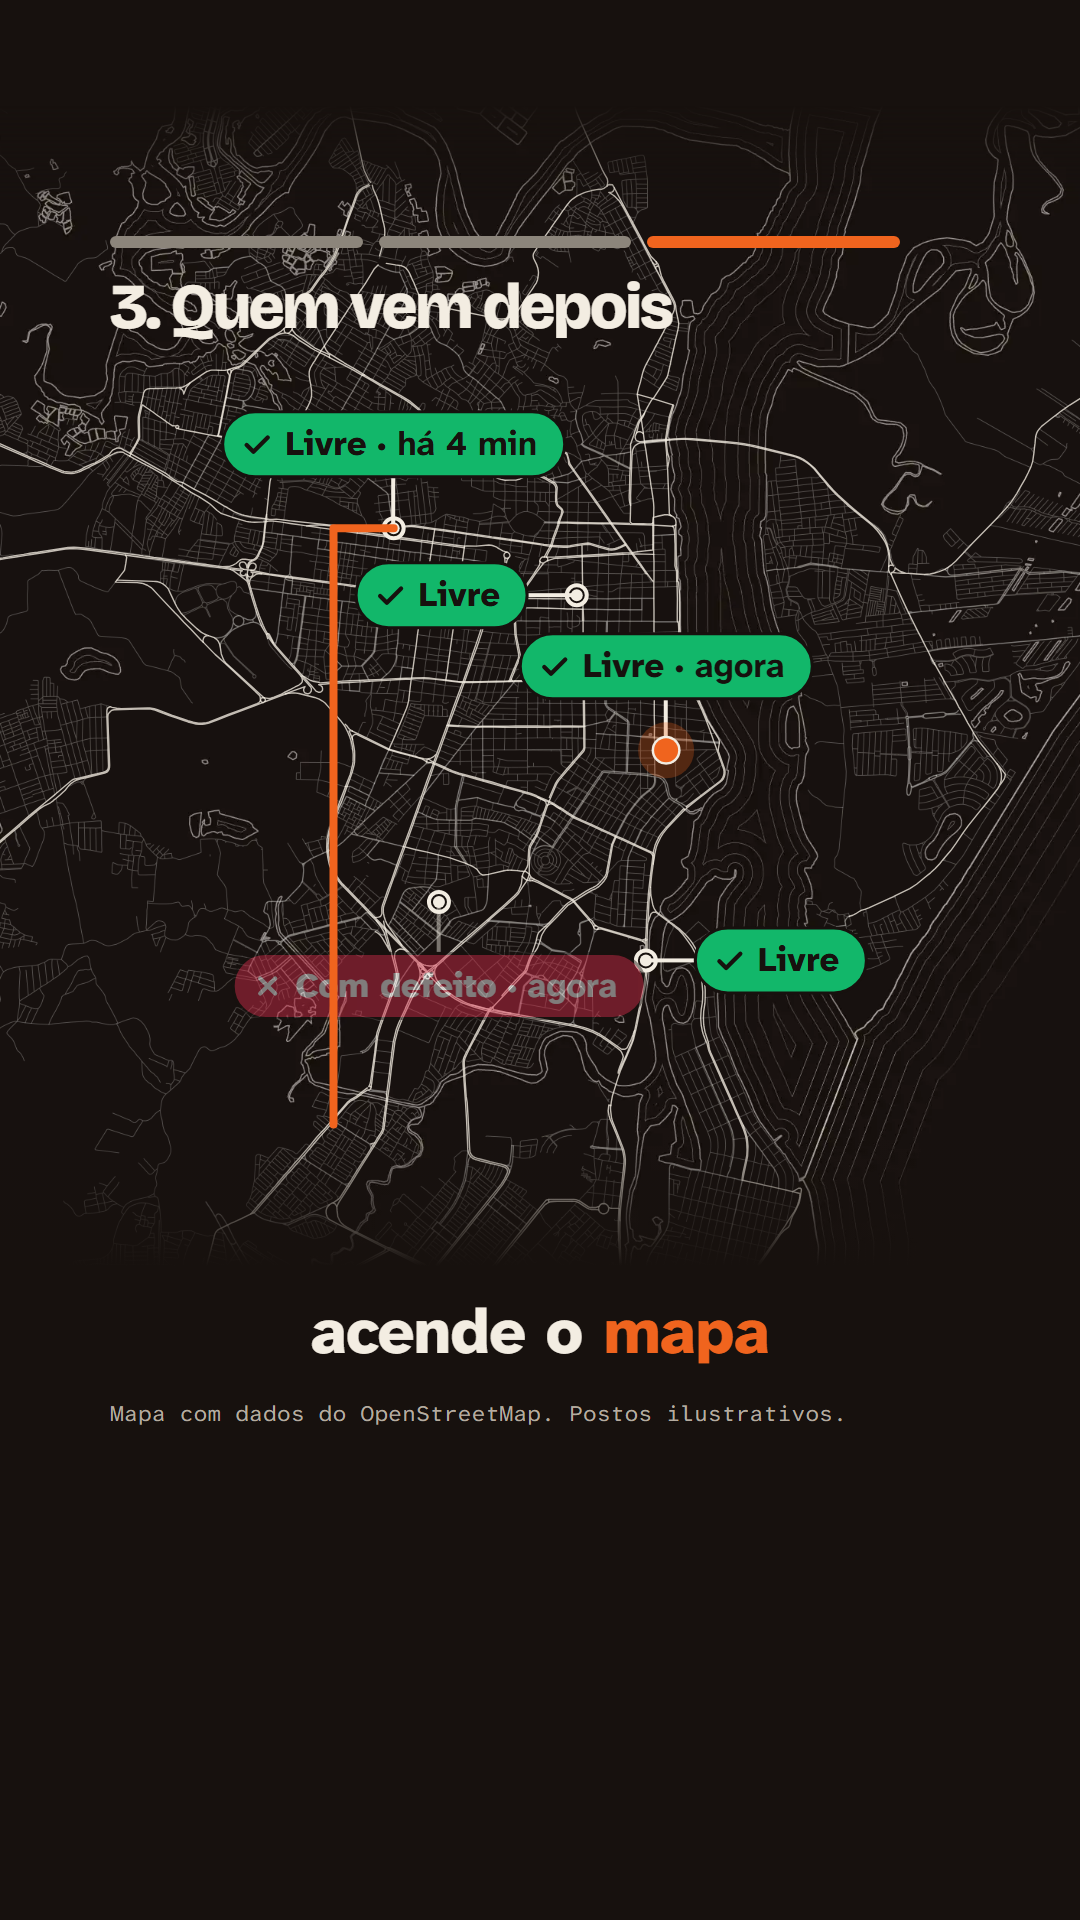 3. Quem vem depois
Livre · há 4 min
Livre
Livre · agora
Livre
Com defeito · agora
acende o mapa
Mapa com dados do OpenStreetMap. Postos ilustrativos.